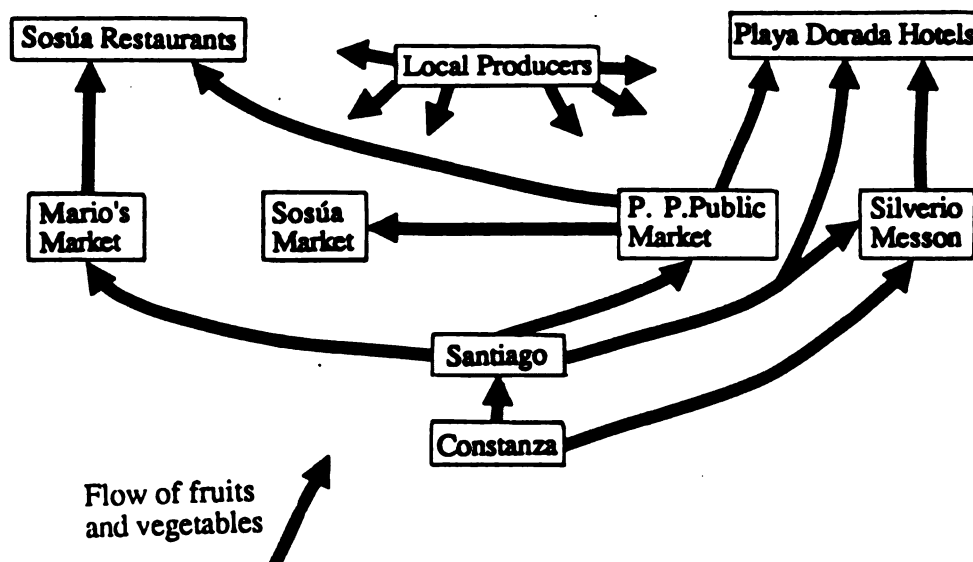 Sosúa Restaurants
Local Producers
Playa Dorada Hotels
Mario's
Market
Sosúa
Market
P. P.Public
Market
Silverio
Messon
Santiago
Constanza
Flow of fruits
and vegetables